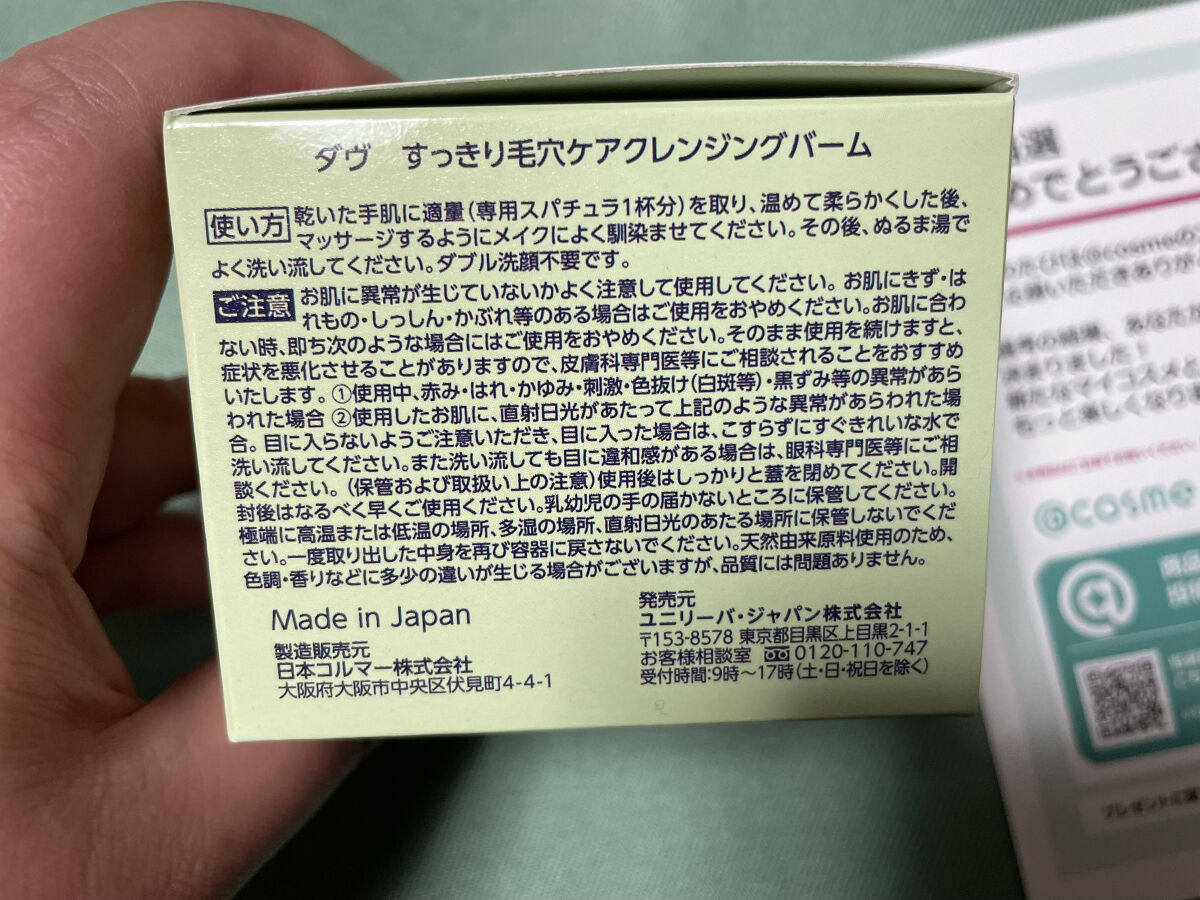 ダヴ すっきり毛穴ケアクレンジングバーム
使い方 乾いた手肌に適量(専用スパチュラ1杯分)を取り、温めて柔らかくした後、
マッサージするようにメイクによく馴染ませてください。その後、ぬるま湯で
よく洗い流してください。ダブル洗顔不要です。
ご注意 お肌に異常が生じていないかよく注意して使用してください。お肌にきず・は
れもの・しっしん・かぶれ等のある場合はご使用をおやめください。お肌に合わ
ない時、即ち次のような場合にはご使用をおやめください。そのまま使用を続けますと、
症状を悪化させることがありますので、皮膚科専門医等にご相談されることをおすすめ
いたします。①使用中、赤み・はれ・かゆみ・刺激・色抜け(白斑等)・黒ずみ等の異常があら
われた場合 ②使用したお肌に、直射日光があたって上記のような異常があらわれた場
合。目に入らないようご注意いただき、目に入った場合は、こすらずにすぐきれいな水で
洗い流してください。また洗い流しても目に違和感がある場合は、眼科専門医等にご相
談ください。(保管および取扱い上の注意)使用後はしっかりと蓋を閉めてください。開
封後はなるべく早くご使用ください。乳幼児の手の届かないところに保管してください。
極端に高温または低温の場所、多湿の場所、直射日光のあたる場所に保管しないでくだ
さい。一度取り出した中身を再び容器に戻さないでください。天然由来原料使用のため、
色調・香りなどに多少の違いが生じる場合がございますが、品質には問題ありません。
Made in Japan
製造販売元
日本コルマー株式会社
大阪府大阪市中央区伏見町4-4-1
発売元
ユニリーバ・ジャパン株式会社
〒153-8578 東京都目黒区上目黒2-1-1
お客様相談室 0120-110-747
受付時間:9時〜17時(土・日・祝日を除く)
選
めでとうござ
@cosme